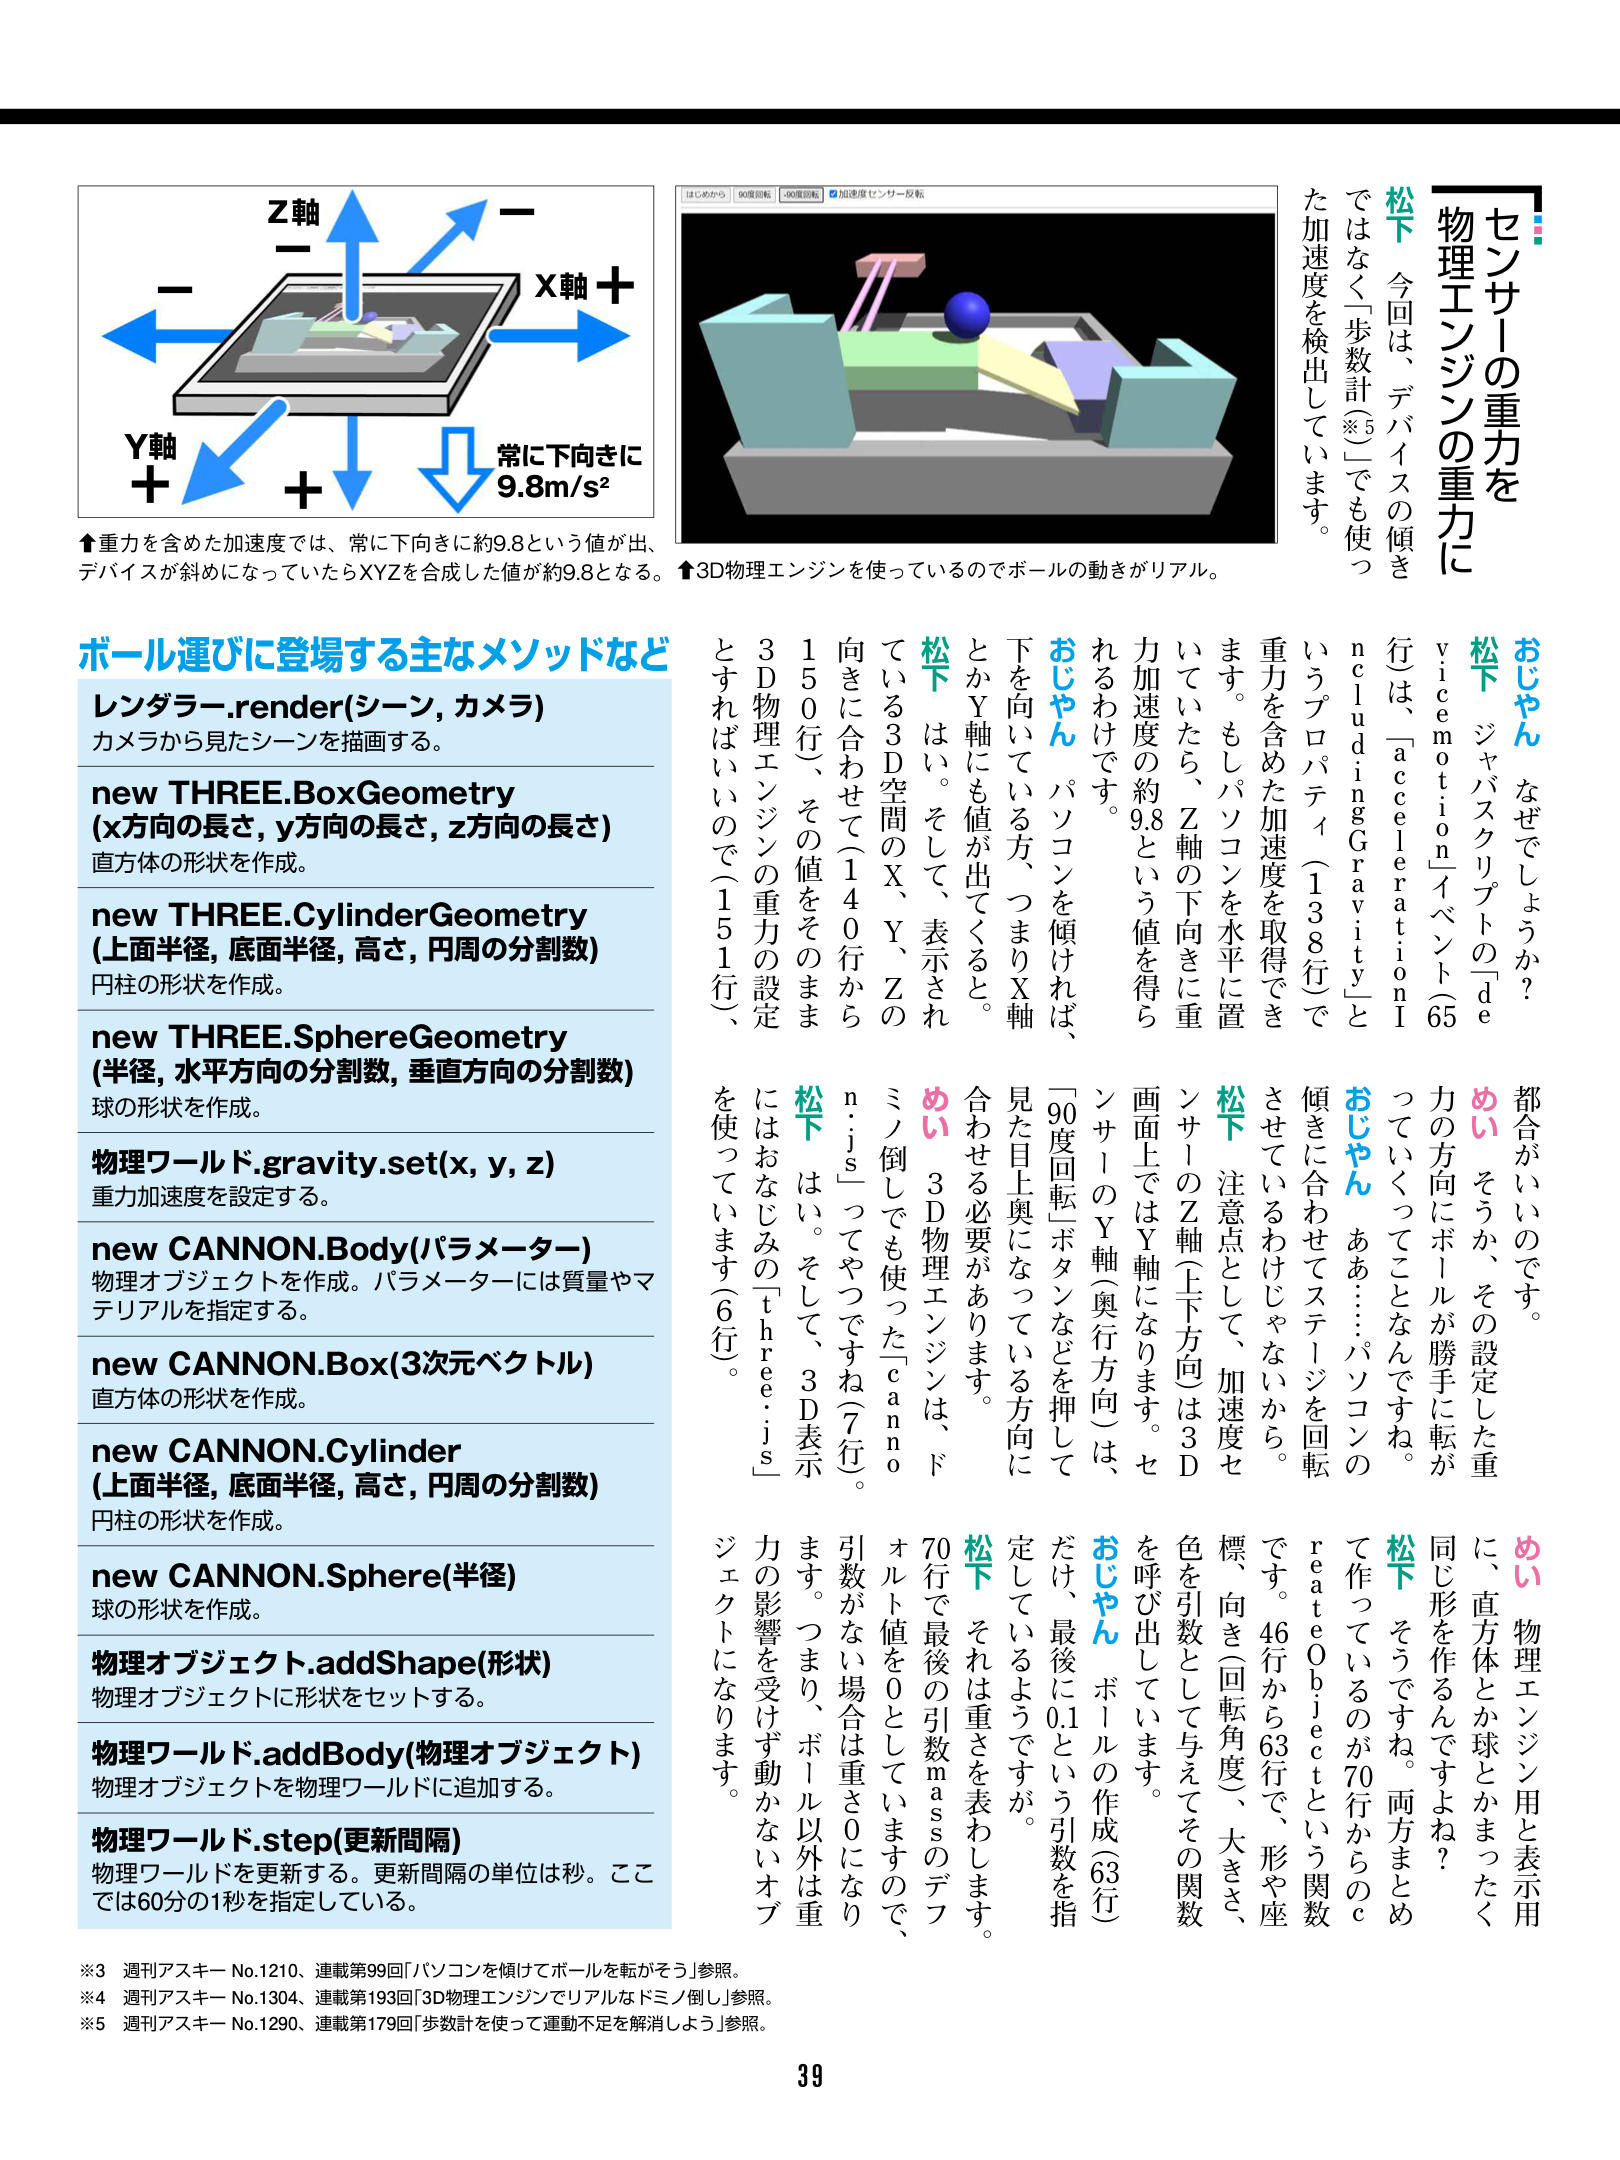 センサーの重力を
物理エンジンの重力に
松下　今回は、デバイスの傾き
ではなく「歩数計（※5）」でも使っ
た加速度を検出しています。
はじめから 90度回転 -90度回転 加速度センサー反転
⬆3D物理エンジンを使っているのでボールの動きがリアル。
Z軸
−
−
X軸 ＋
−
Y軸
＋
＋
常に下向きに
9.8m/s²
⬆重力を含めた加速度では、常に下向きに約9.8という値が出、
デバイスが斜めになっていたらXYZを合成した値が約9.8となる。
おじやん　なぜでしょうか？
松下　ジャバスクリプトの「de
vicemotion」イベント（65
行）は、「accelerationI
ncludingGravity」と
いうプロパティ（138行）で
重力を含めた加速度を取得でき
ます。もしパソコンを水平に置
いていたら、Z軸の下向きに重
力加速度の約9.8という値を得ら
れるわけです。
おじやん　パソコンを傾ければ、
下を向いている方、つまりX軸
とかY軸にも値が出てくると。
松下　はい。そして、表示され
ている3D空間のX、Y、Zの
向きに合わせて（140行から
150行）、その値をそのまま
3D物理エンジンの重力の設定
とすればいいので（151行）、
都合がいいのです。
めい　そうか、その設定した重
力の方向にボールが勝手に転が
っていくってことなんですね。
おじやん　ああ……パソコンの
傾きに合わせてステージを回転
させているわけじゃないから。
松下　注意点として、加速度セ
ンサーのZ軸（上下方向）は3D
画面上ではY軸になります。セ
ンサーのY軸（奥行方向）は、
「90度回転」ボタンなどを押して
見た目上奥になっている方向に
合わせる必要があります。
めい　3D物理エンジンは、ド
ミノ倒しでも使った「canno
n.js」ってやつですね（7行）。
松下　はい。そして、3D表示
にはおなじみの「three.js」
を使っています（6行）。
めい　物理エンジン用と表示用
に、直方体とか球とかまったく
同じ形を作るんですよね？
松下　そうですね。両方まとめ
て作っているのが70行からのc
reateObjectという関数
です。46行から63行で、形や座
標、向き（回転角度）、大きさ、
色を引数として与えてその関数
を呼び出しています。
おじやん　ボールの作成（63行）
だけ、最後に0.1という引数を指
定しているようですが。
松下　それは重さを表わします。
70行で最後の引数massのデフ
ォルト値を0としていますので、
引数がない場合は重さ0になり
ます。つまり、ボール以外は重
力の影響を受けず動かないオブ
ジェクトになります。
ボール運びに登場する主なメソッドなど
レンダラー.render(シーン, カメラ)
カメラから見たシーンを描画する。
new THREE.BoxGeometry
(x方向の長さ, y方向の長さ, z方向の長さ)
直方体の形状を作成。
new THREE.CylinderGeometry
(上面半径, 底面半径, 高さ, 円周の分割数)
円柱の形状を作成。
new THREE.SphereGeometry
(半径, 水平方向の分割数, 垂直方向の分割数)
球の形状を作成。
物理ワールド.gravity.set(x, y, z)
重力加速度を設定する。
new CANNON.Body(パラメーター)
物理オブジェクトを作成。パラメーターには質量やマ
テリアルを指定する。
new CANNON.Box(3次元ベクトル)
直方体の形状を作成。
new CANNON.Cylinder
(上面半径, 底面半径, 高さ, 円周の分割数)
円柱の形状を作成。
new CANNON.Sphere(半径)
球の形状を作成。
物理オブジェクト.addShape(形状)
物理オブジェクトに形状をセットする。
物理ワールド.addBody(物理オブジェクト)
物理オブジェクトを物理ワールドに追加する。
物理ワールド.step(更新間隔)
物理ワールドを更新する。更新間隔の単位は秒。ここ
では60分の1秒を指定している。
※3　週刊アスキー No.1210、連載第99回「パソコンを傾けてボールを転がそう」参照。
※4　週刊アスキー No.1304、連載第193回「3D物理エンジンでリアルなドミノ倒し」参照。
※5　週刊アスキー No.1290、連載第179回「歩数計を使って運動不足を解消しよう」参照。
39